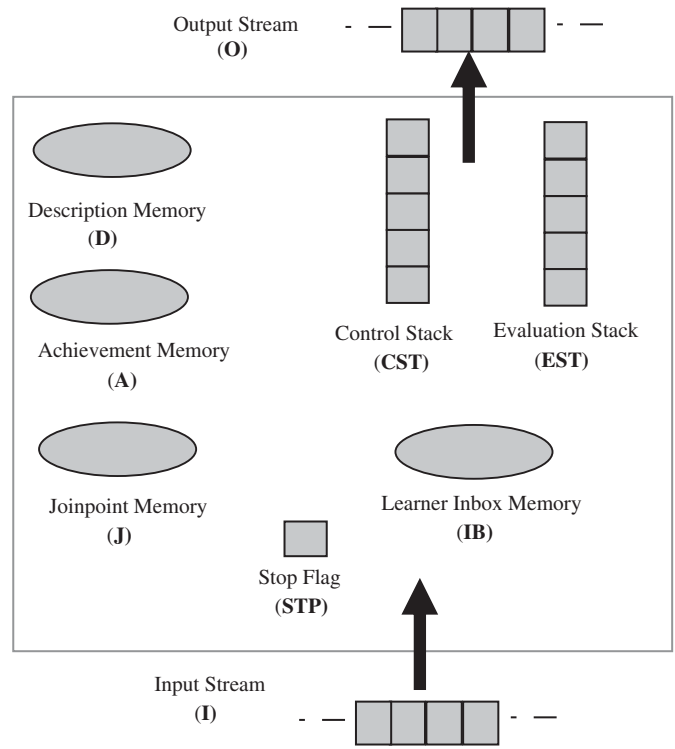 Output Stream
(O)
Description Memory
(D)
Control Stack
(CST)
Evaluation Stack
(EST)
Achievement Memory
(A)
Joinpoint Memory
(J)
Learner Inbox Memory
(IB)
Stop Flag
(STP)
Input Stream
(I)